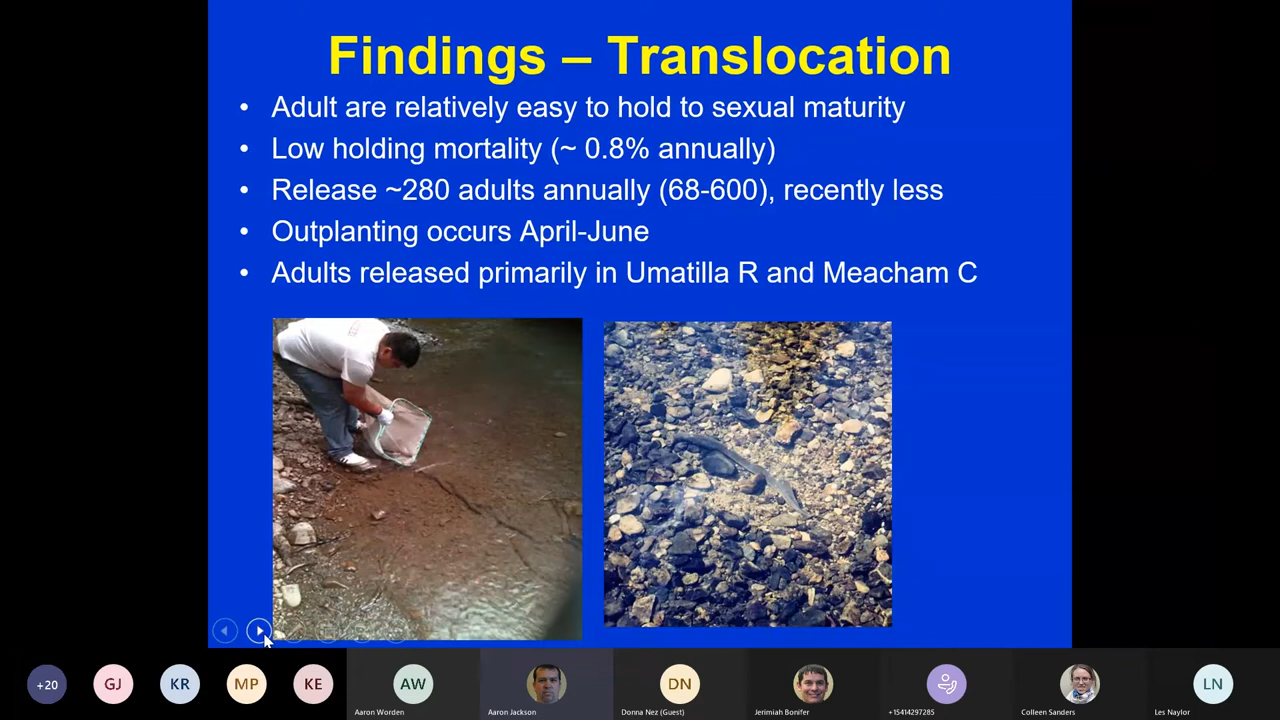 Findings – Translocation
• Adult are relatively easy to hold to sexual maturity
• Low holding mortality (~ 0.8% annually)
• Release ~280 adults annually (68-600), recently less
• Outplanting occurs April-June
• Adults released primarily in Umatilla R and Meacham C
+20
GJ
KR
MP
KE
AW
DN
LN
Aaron Worden
Aaron Jackson
Donna Nez (Guest)
Jerimiah Bonifer
+15414297285
Colleen Sanders
Les Naylor